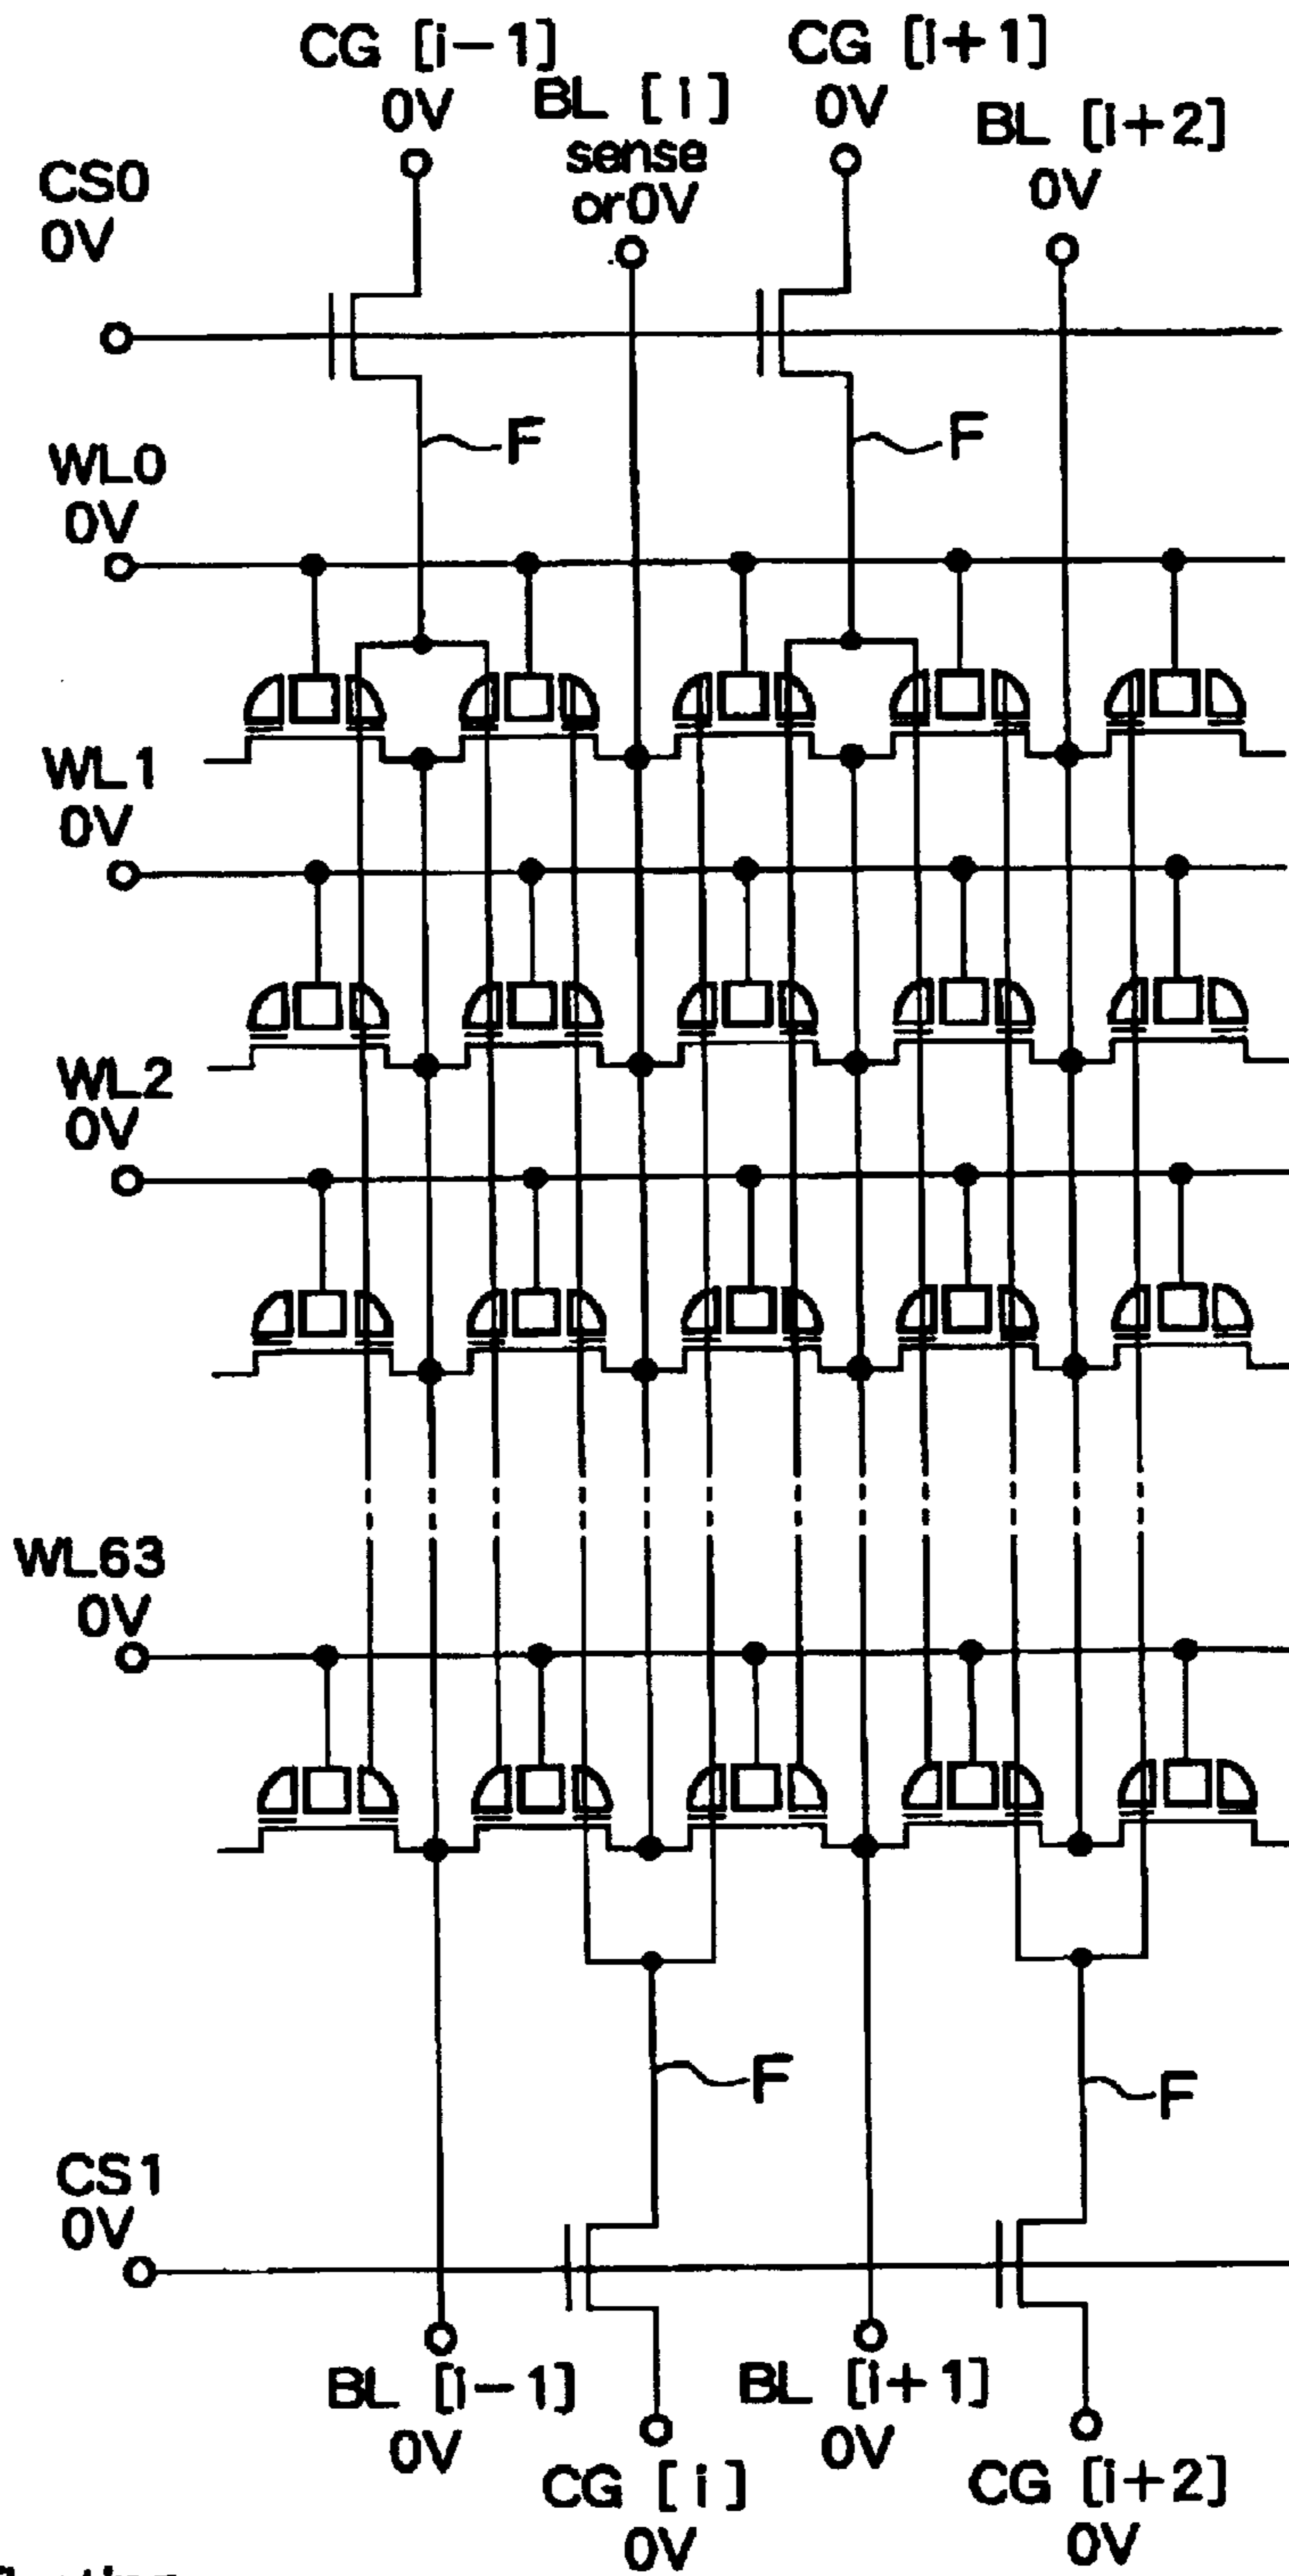 CG [i-1]
0V
BL [i]
sense
or0V
CG [i+1]
0V
BL [i+2]
0V
CS0
0V
F
F
WL0
0V
WL1
0V
WL2
0V
WL63
0V
F
F
CS1
0V
BL [i-1]
0V
CG [i]
0V
BL [i+1]
0V
CG [i+2]
0V